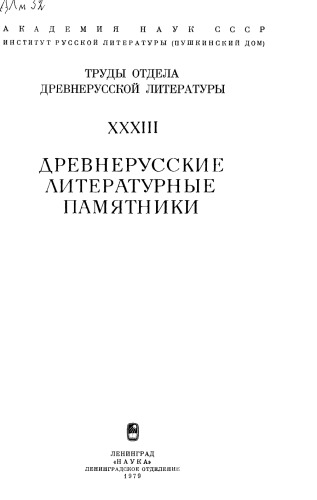 АКАДЕМИЯ НАУК СССР
ИНСТИТУТ РУССКОЙ ЛИТЕРАТУРЫ (ПУШКИНСКИЙ ДОМ)
ТРУДЫ ОТДЕЛА
ДРЕВНЕРУССКОЙ ЛИТЕРАТУРЫ
XXXIII
ДРЕВНЕРУССКИЕ
ЛИТЕРАТУРНЫЕ
ПАМЯТНИКИ
ЛЕНИНГРАД
«НАУКА»
ЛЕНИНГРАДСКОЕ ОТДЕЛЕНИЕ
1979